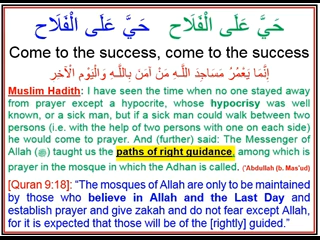 حَيَّ عَلَى الْفَلَاحِ حَيَّ عَلَى الْفَلَاحِ
Come to the success, come to the success
إِنَّمَا يَعْمُرُ مَسَاجِدَ اللَّـهِ مَنْ آمَنَ بِاللَّـهِ وَالْيَوْمِ الْآخِرِ
Muslim Hadith: I have seen the time when no one stayed away
from prayer except a hypocrite, whose hypocrisy was well
known, or a sick man, but if a sick man could walk between two
persons (i.e. with the help of two persons with one on each side)
he would come to prayer. And (further) said: The Messenger of
Allah (ﷺ) taught us the paths of right guidance, among which is
prayer in the mosque in which the Adhan is called. ('Abdullah (b. Mas'ud)
[Quran 9:18]: “The mosques of Allah are only to be maintained
by those who believe in Allah and the Last Day and
establish prayer and give zakah and do not fear except Allah,
for it is expected that those will be of the [rightly] guided.”